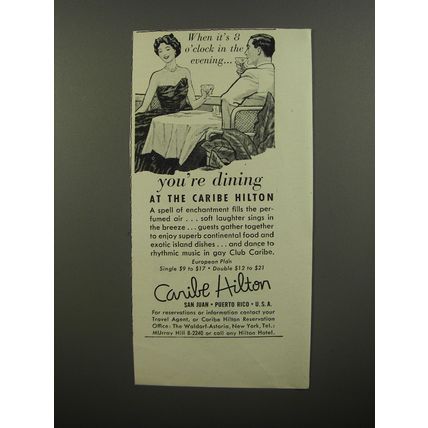 When it's 8
o'clock in the
evening...
you're dining
AT THE CARIBE HILTON
A spell of enchantment fills the per-
fumed air . . . soft laughter sings in
the breeze . . . guests gather together
to enjoy superb continental food and
exotic island dishes . . . and dance to
rhythmic music in gay Club Caribe.
European Plan
Single $9 to $17 • Double $12 to $21
Caribe Hilton
SAN JUAN • PUERTO RICO • U.S.A.
For reservations or information contact your
Travel Agent, or Caribe Hilton Reservation
Office: The Waldorf-Astoria, New York, Tel.:
MUrray Hill 8-2240 or call any Hilton Hotel.